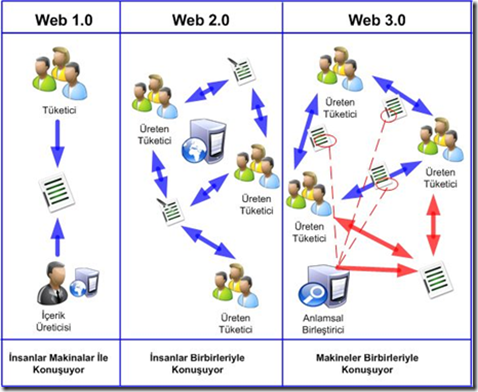 Web 1.0
Tüketici
İçerik
Üreticisi
İnsanlar Makinalar İle
Konuşuyor
Web 2.0
Üreten
Tüketici
Üreten
Tüketici
Üreten
Tüketici
İnsanlar Birbirleriyle
Konuşuyor
Web 3.0
Üreten
Tüketici
Üreten
Tüketici
Üreten
Tüketici
Anlamsal
Birleştirici
Makineler Birbirleriyle
Konuşuyor